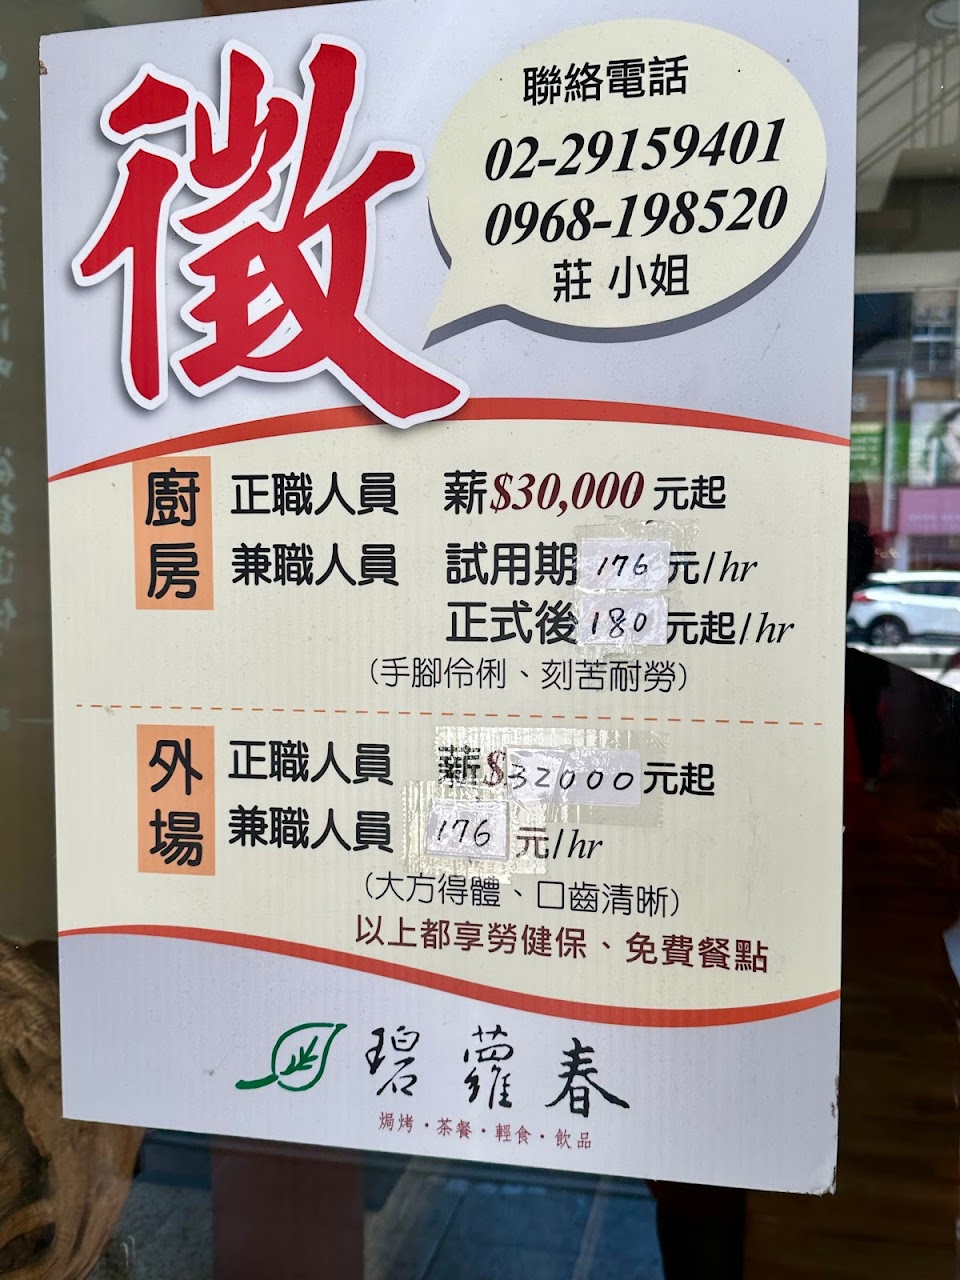 徵
聯絡電話
02-29159401
0968-198520
莊 小姐
廚房
正職人員 薪$30,000元起
兼職人員 試用期176元/hr
正式後180元起/hr
(手腳伶俐、刻苦耐勞)
外場
正職人員 薪$32000元起
兼職人員 176元/hr
(大方得體、口齒清晰)
以上都享勞健保、免費餐點
碧蘿春
焗烤·茶餐·輕食·飲品